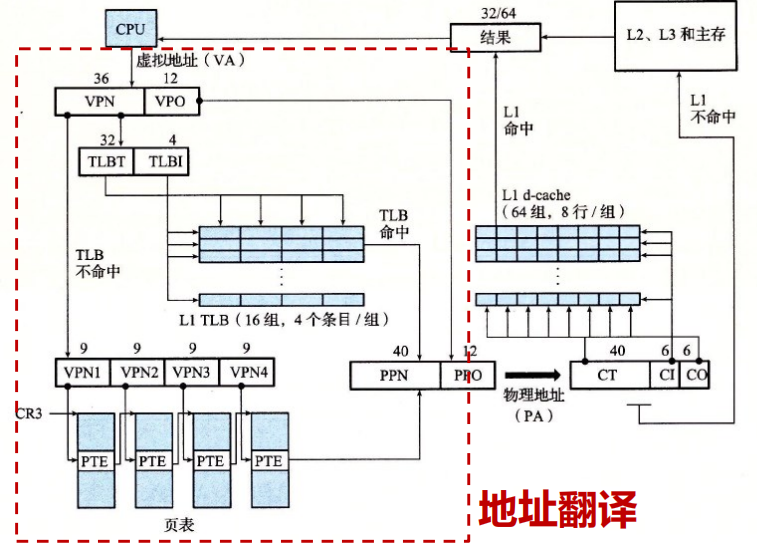 CPU
32/64
结果
L2、L3 和主存
虚拟地址（VA）
36
12
VPN
VPO
L1
命中
L1
不命中
32
4
TLBT
TLBI
TLB
命中
L1 d-cache
（64 组，8 行 / 组）
TLB
不命中
L1 TLB（16 组，4 个条目 / 组）
9
9
9
9
VPN1
VPN2
VPN3
VPN4
40
12
PPN
PPO
物理地址
（PA）
40
6
6
CT
CI
CO
CR3
PTE
PTE
PTE
PTE
页表
地址翻译